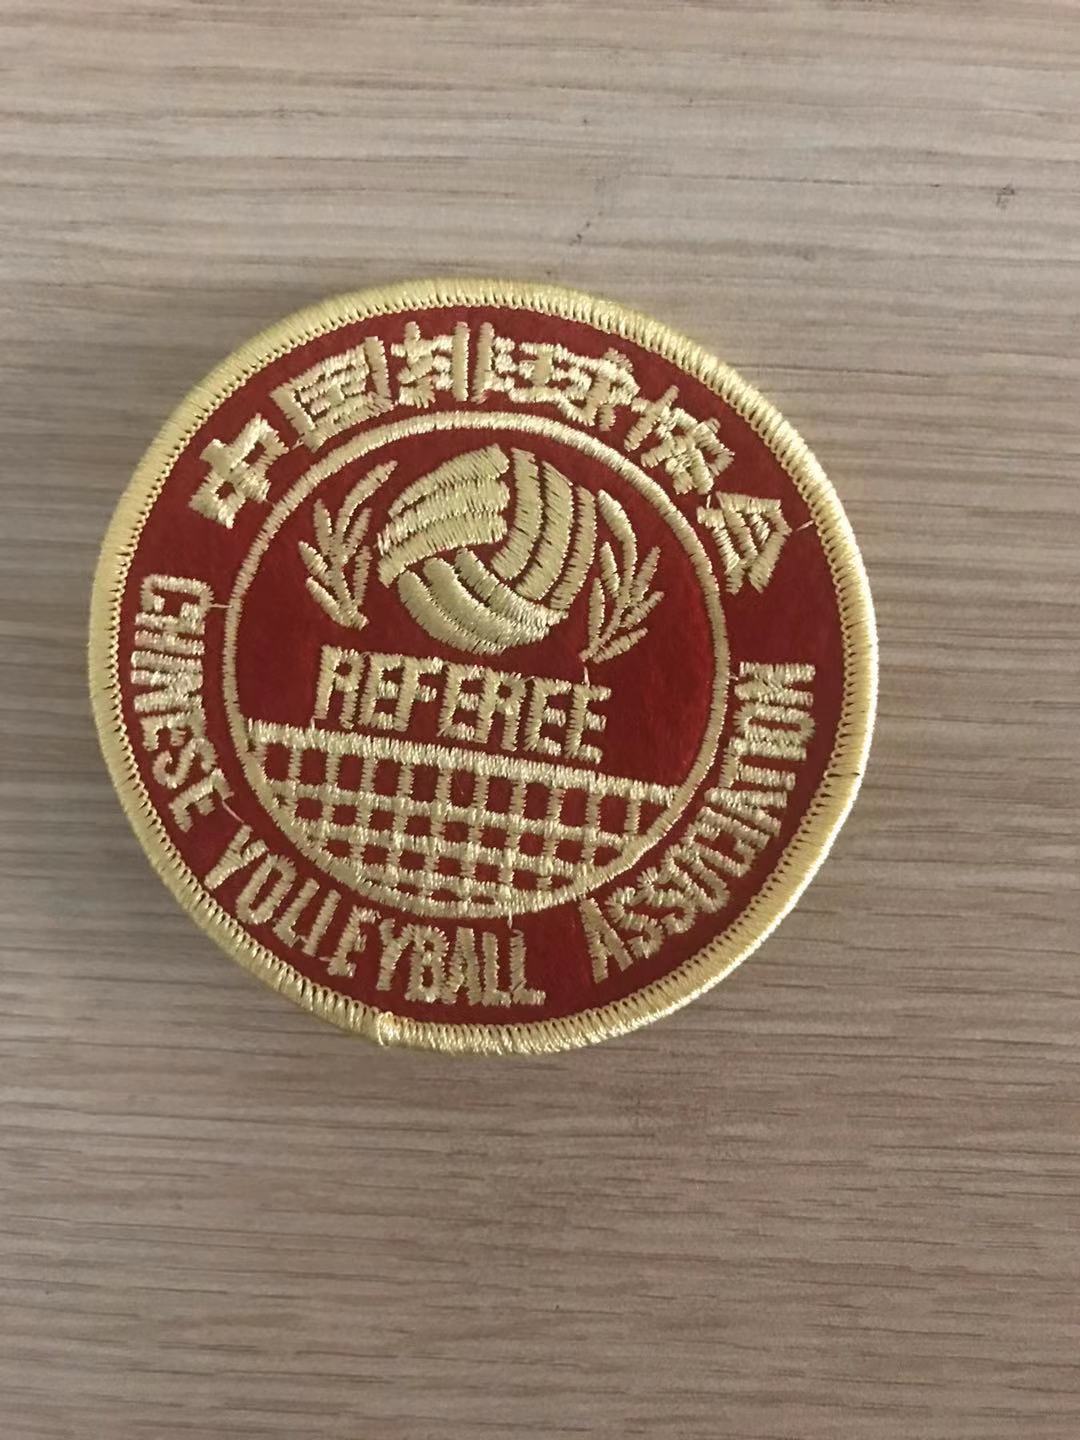 中国排球协会
REFEREE
CHINESE VOLLEYBALL ASSOCIATION